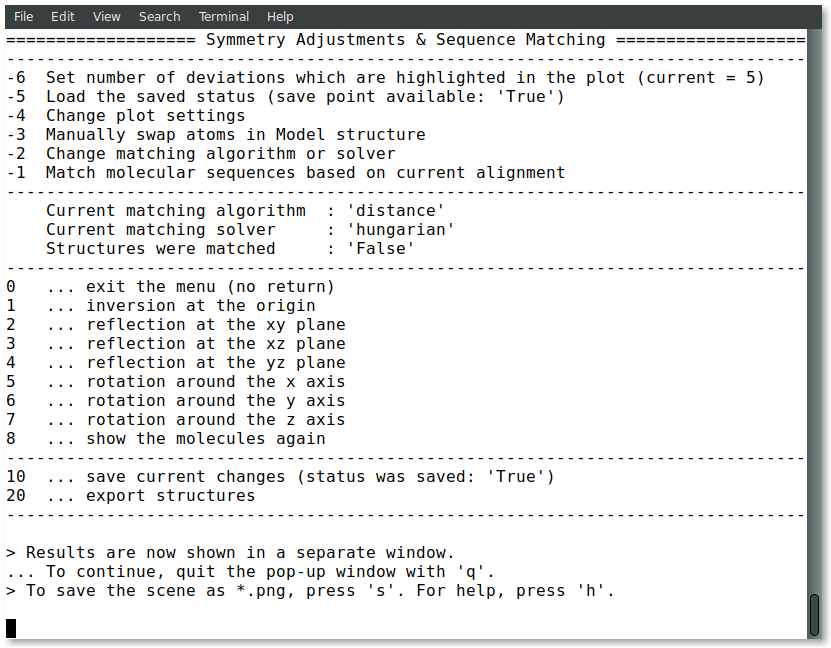 File Edit View Search Terminal Help
=================== Symmetry Adjustments & Sequence Matching ===================
--------------------------------------------------------------------------------
-6  Set number of deviations which are highlighted in the plot (current = 5)
-5  Load the saved status (save point available: 'True')
-4  Change plot settings
-3  Manually swap atoms in Model structure
-2  Change matching algorithm or solver
-1  Match molecular sequences based on current alignment
--------------------------------------------------------------------------------
    Current matching algorithm  : 'distance'
    Current matching solver     : 'hungarian'
    Structures were matched     : 'False'
--------------------------------------------------------------------------------
0   ... exit the menu (no return)
1   ... inversion at the origin
2   ... reflection at the xy plane
3   ... reflection at the xz plane
4   ... reflection at the yz plane
5   ... rotation around the x axis
6   ... rotation around the y axis
7   ... rotation around the z axis
8   ... show the molecules again
--------------------------------------------------------------------------------
10  ... save current changes (status was saved: 'True')
20  ... export structures
--------------------------------------------------------------------------------
> Results are now shown in a separate window.
... To continue, quit the pop-up window with 'q'.
> To save the scene as *.png, press 's'. For help, press 'h'.